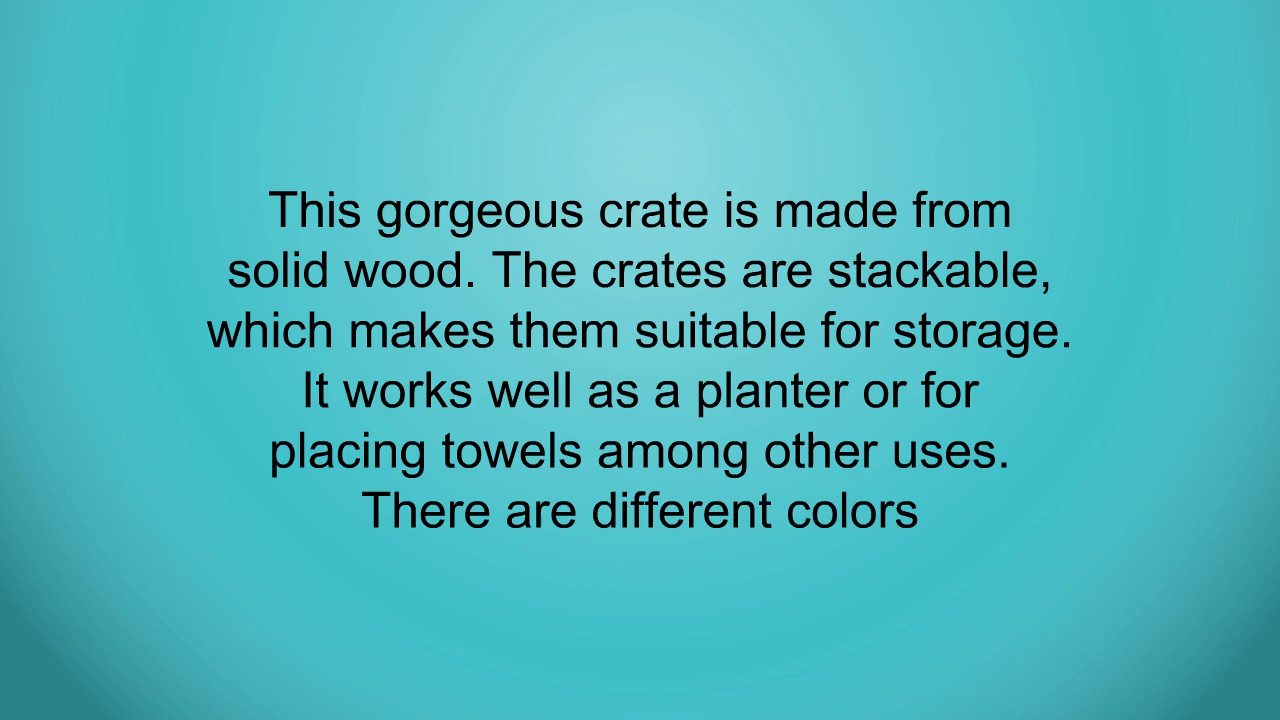 This gorgeous crate is made from
solid wood. The crates are stackable,
which makes them suitable for storage.
It works well as a planter or for
placing towels among other uses.
There are different colors